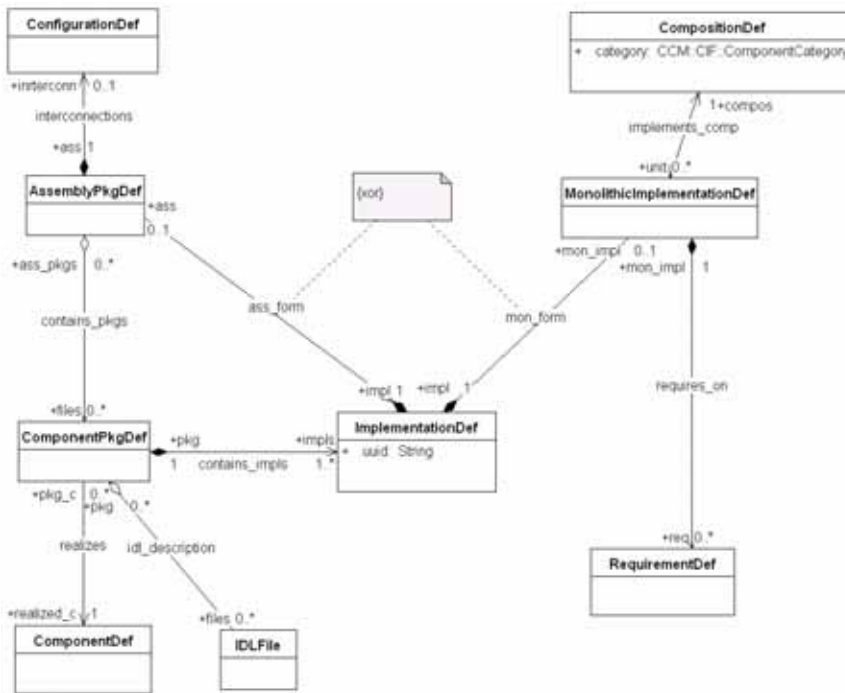 ConfigurationDef
CompositionDef
+ category: CCM::CIF::ComponentCategory
+inrterconn 0..1
1 +compos
interconnections
implements_comp
+ass 1
+unit 0..*
AssemblyPkgDef
MonolithicImplementationDef
{xor}
+ass
0..1
+ass_pkgs 0..*
+mon_impl 0..1
+mon_impl 1
ass_form
mon_form
contains_pkgs
requires_on
+impl 1
+impl 1
+files 0..*
ComponentPkgDef
ImplementationDef
+ uuid: String
+pkg
+impls
1
contains_impls
1..*
+pkg_c 0..*
+pkg
0..*
realizes
idl_description
+req 0..*
RequirementDef
+realized_c 1
+files 0..*
ComponentDef
IDLFile